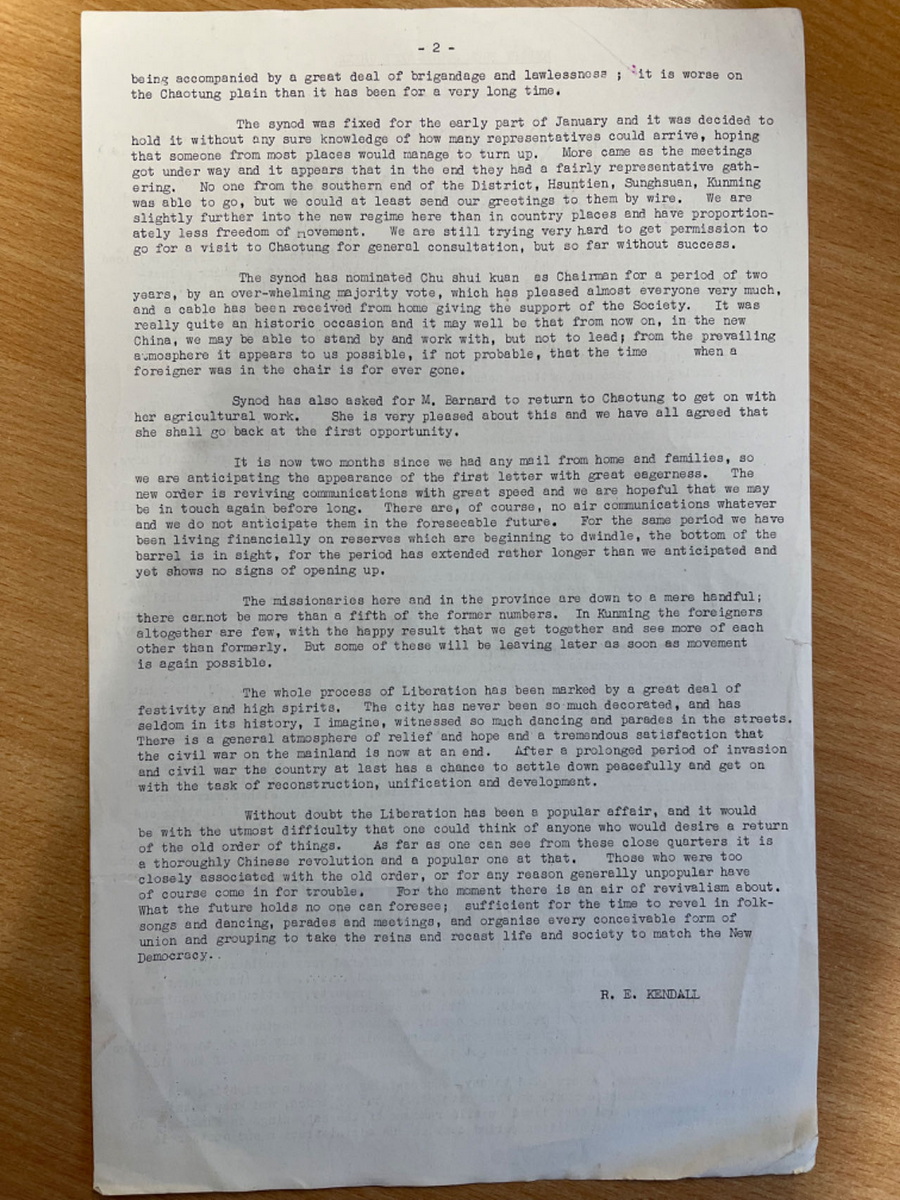 - 2 -
being accompanied by a great deal of brigandage and lawlessness ; it is worse on
the Chaotung plain than it has been for a very long time.
The synod was fixed for the early part of January and it was decided to
hold it without any sure knowledge of how many representatives could arrive, hoping
that someone from most places would manage to turn up. More came as the meetings
got under way and it appears that in the end they had a fairly representative gath-
ering. No one from the southern end of the District, Hsuntien, Sunghsuan, Kunming
was able to go, but we could at least send our greetings to them by wire. We are
slightly further into the new regime here than in country places and have proportion-
ately less freedom of movement. We are still trying very hard to get permission to
go for a visit to Chaotung for general consultation, but so far without success.
The synod has nominated Chu shui kuan as Chairman for a period of two
years, by an over-whelming majority vote, which has pleased almost everyone very much,
and a cable has been received from home giving the support of the Society. It was
really quite an historic occasion and it may well be that from now on, in the new
China, we may be able to stand by and work with, but not to lead; from the prevailing
atmosphere it appears to us possible, if not probable, that the time when a
foreigner was in the chair is for ever gone.
Synod has also asked for M. Barnard to return to Chaotung to get on with
her agricultural work. She is very pleased about this and we have all agreed that
she shall go back at the first opportunity.
It is now two months since we had any mail from home and families, so
we are anticipating the appearance of the first letter with great eagerness. The
new order is reviving communications with great speed and we are hopeful that we may
be in touch again before long. There are, of course, no air communications whatever
and we do not anticipate them in the foreseeable future. For the same period we have
been living financially on reserves which are beginning to dwindle, the bottom of the
barrel is in sight, for the period has extended rather longer than we anticipated and
yet shows no signs of opening up.
The missionaries here and in the province are down to a mere handful;
there cannot be more than a fifth of the former numbers. In Kunming the foreigners
altogether are few, with the happy result that we get together and see more of each
other than formerly. But some of these will be leaving later as soon as movement
is again possible.
The whole process of Liberation has been marked by a great deal of
festivity and high spirits. The city has never been so much decorated, and has
seldom in its history, I imagine, witnessed so much dancing and parades in the streets.
There is a general atmosphere of relief and hope and a tremendous satisfaction that
the civil war on the mainland is now at an end. After a prolonged period of invasion
and civil war the country at last has a chance to settle down peacefully and get on
with the task of reconstruction, unification and development.
Without doubt the Liberation has been a popular affair, and it would
be with the utmost difficulty that one could think of anyone who would desire a return
of the old order of things. As far as one can see from these close quarters it is
a thoroughly Chinese revolution and a popular one at that. Those who were too
closely associated with the old order, or for any reason generally unpopular have
of course come in for trouble. For the moment there is an air of revivalism about.
What the future holds no one can foresee; sufficient for the time to revel in folk-
songs and dancing, parades and meetings, and organise every conceivable form of
union and grouping to take the reins and recast life and society to match the New
Democracy..
R. E. KENDALL